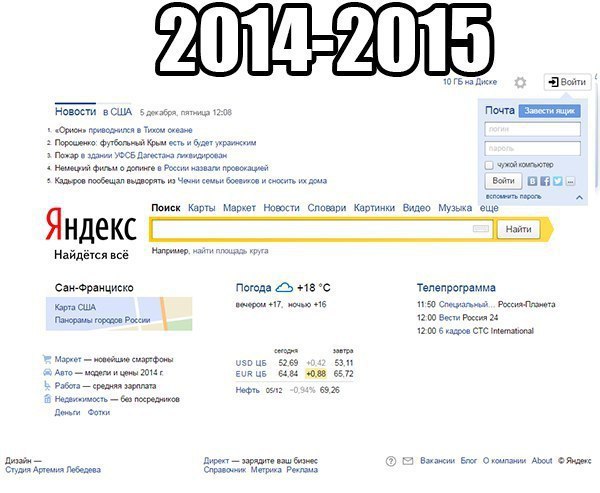 2014-2015
10 ГБ на Диске
Войти
Новости в США 5 декабря, пятница 12:08
1. «Орион» приводнился в Тихом океане
2. Порошенко: футбольный Крым есть и будет украинским
3. Пожар в здании УФСБ Дагестана ликвидирован
4. Немецкий фильм о допинге в России назвали провокацией
5. Кадыров пообещал выдворять из Чечни семьи боевиков и сносить их дома
Почта Завести ящик
логин
пароль
чужой компьютер
Войти
вспомнить пароль
Поиск Карты Маркет Новости Словари Картинки Видео Музыка еще
Яндекс
Найдётся всё
Найти
Например, найти площадь круга
Сан-Франциско
Карта США
Панорамы городов России
Погода +18 °C
вечером +17, ночью +16
Телепрограмма
11:50 Специальный... Россия-Планета
12:00 Вести Россия 24
12:00 6 кадров СТС International
Маркет — новейшие смартфоны
Авто — модели и цены 2014 г.
Работа — средняя зарплата
Недвижимость — без посредников
Деньги Фотки
сегодня завтра
USD ЦБ 52,69 +0,42 53,11
EUR ЦБ 64,84 +0,88 65,72
Нефть 05/12 −0,94% 69,26
Дизайн —
Студия Артемия Лебедева
Директ — зарядите ваш бизнес
Справочник Метрика Реклама
Вакансии Блог О компании About © Яндекс